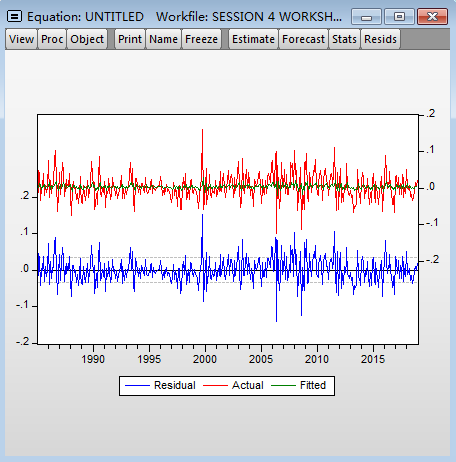 Equation: UNTITLED Workfile: SESSION 4 WORKSH...
View Proc Object Print Name Freeze Estimate Forecast Stats Resids
.2
.1
.0
-.1
-.2
.2
.1
.0
-.1
-.2
1990 1995 2000 2005 2010 2015
Residual Actual Fitted